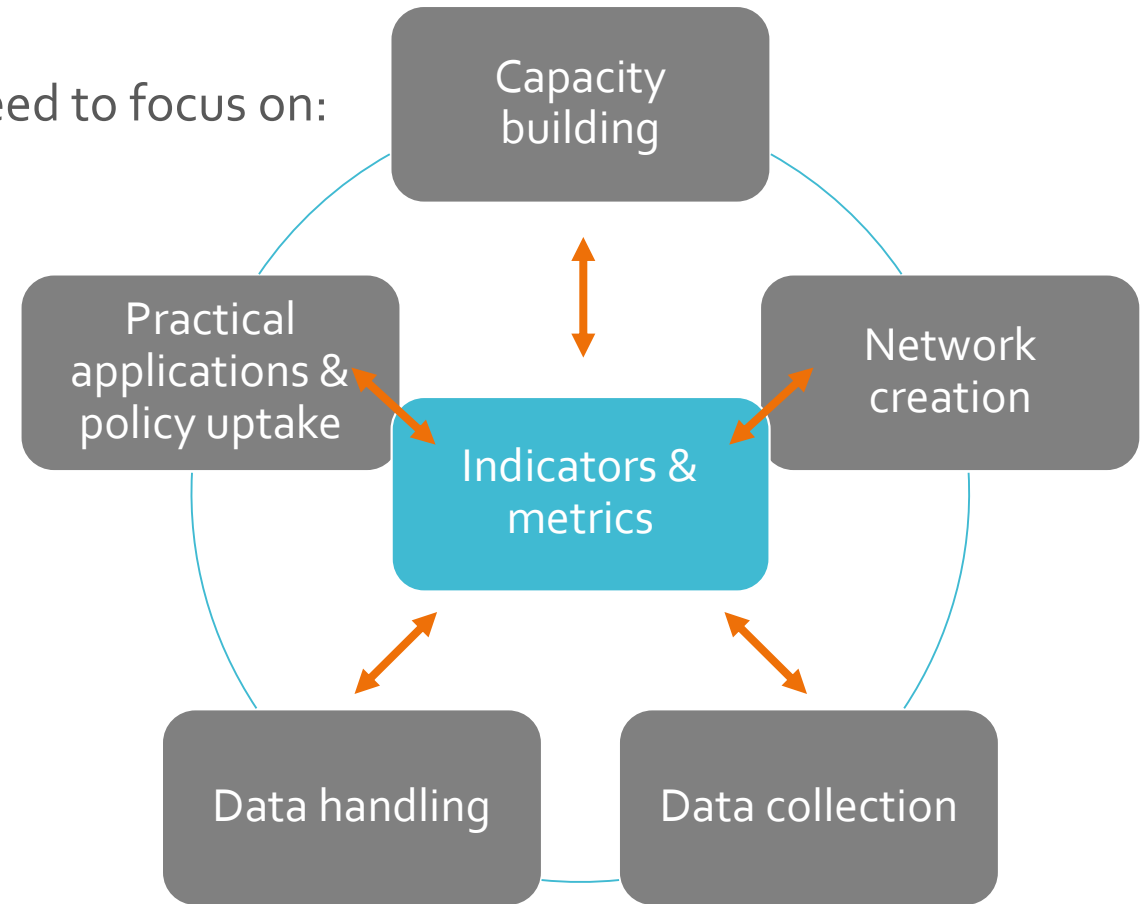 eed to focus on:
Capacity
building
Practical
applications &
policy uptake
Network
creation
Indicators &
metrics
Data handling
Data collection